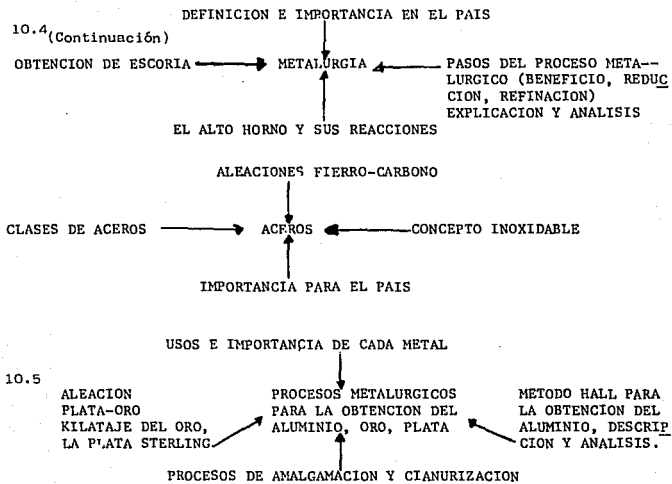 DEFINICION E IMPORTANCIA EN EL PAIS
10.4 (Continuación)
OBTENCION DE ESCORIA
METALURGIA
PASOS DEL PROCESO META--
LURGICO (BENEFICIO, REDUC
CION, REFINACION)
EXPLICACION Y ANALISIS
EL ALTO HORNO Y SUS REACCIONES
ALEACIONES FIERRO-CARBONO
CLASES DE ACEROS
ACEROS
CONCEPTO INOXIDABLE
IMPORTANCIA PARA EL PAIS
USOS E IMPORTANCIA DE CADA METAL
10.5
ALEACION
PLATA-ORO
KILATAJE DEL ORO,
LA PLATA STERLING
PROCESOS METALURGICOS
PARA LA OBTENCION DEL
ALUMINIO, ORO, PLATA
METODO HALL PARA
LA OBTENCION DEL
ALUMINIO, DESCRIP
CION Y ANALISIS.
PROCESOS DE AMALGAMACION Y CIANURIZACION